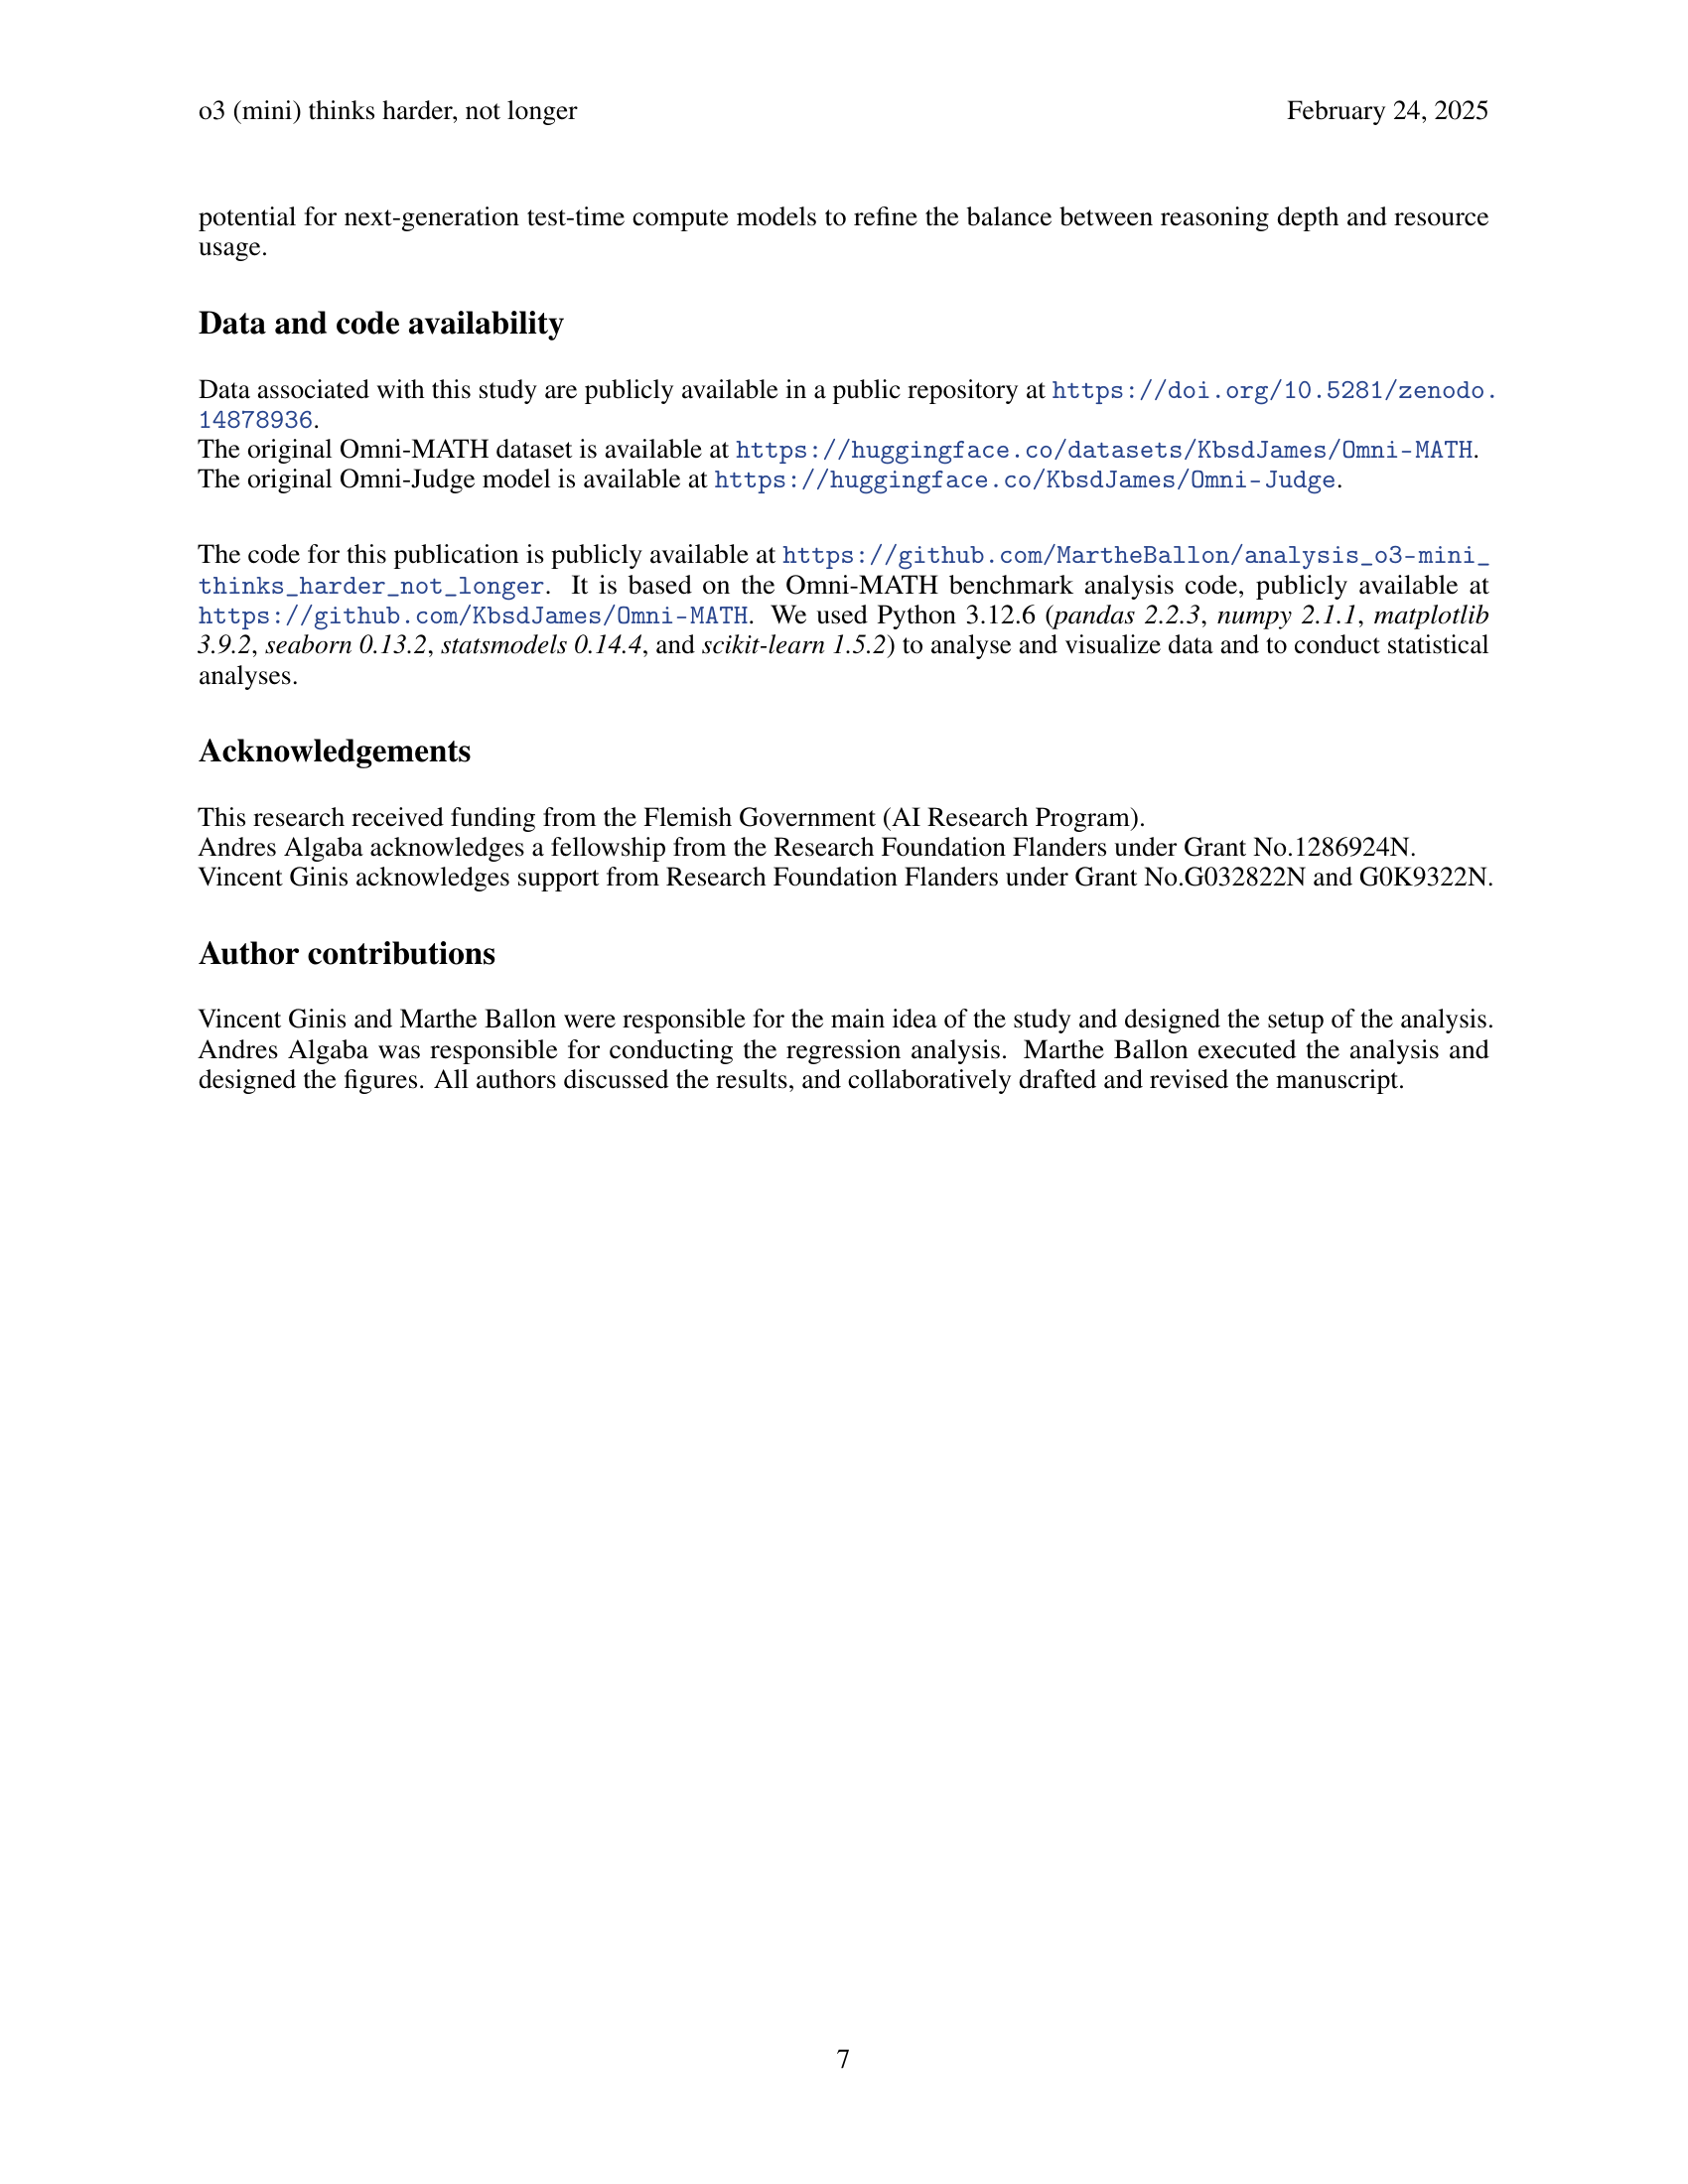 o3 (mini) thinks harder, not longer February 24, 2025
potential for next-generation test-time compute models to refine the balance between reasoning depth and resource
usage.
Data and code availability
Data associated with this study are publicly available in a public repository at https://doi.org/10.5281/zenodo.
14878936.
The original Omni-MATH dataset is available at https://huggingface.co/datasets/KbsdJames/Omni-MATH.
The original Omni-Judge model is available at https://huggingface.co/KbsdJames/Omni-Judge.
The code for this publication is publicly available at https://github.com/MartheBallon/analysis_o3-mini_
thinks_harder_not_longer. It is based on the Omni-MATH benchmark analysis code, publicly available at
https://github.com/KbsdJames/Omni-MATH. We used Python 3.12.6 (pandas 2.2.3, numpy 2.1.1, matplotlib
3.9.2, seaborn 0.13.2, statsmodels 0.14.4, and scikit-learn 1.5.2) to analyse and visualize data and to conduct statistical
analyses.
Acknowledgements
This research received funding from the Flemish Government (AI Research Program).
Andres Algaba acknowledges a fellowship from the Research Foundation Flanders under Grant No.1286924N.
Vincent Ginis acknowledges support from Research Foundation Flanders under Grant No.G032822N and G0K9322N.
Author contributions
Vincent Ginis and Marthe Ballon were responsible for the main idea of the study and designed the setup of the analysis.
Andres Algaba was responsible for conducting the regression analysis. Marthe Ballon executed the analysis and
designed the figures. All authors discussed the results, and collaboratively drafted and revised the manuscript.
7